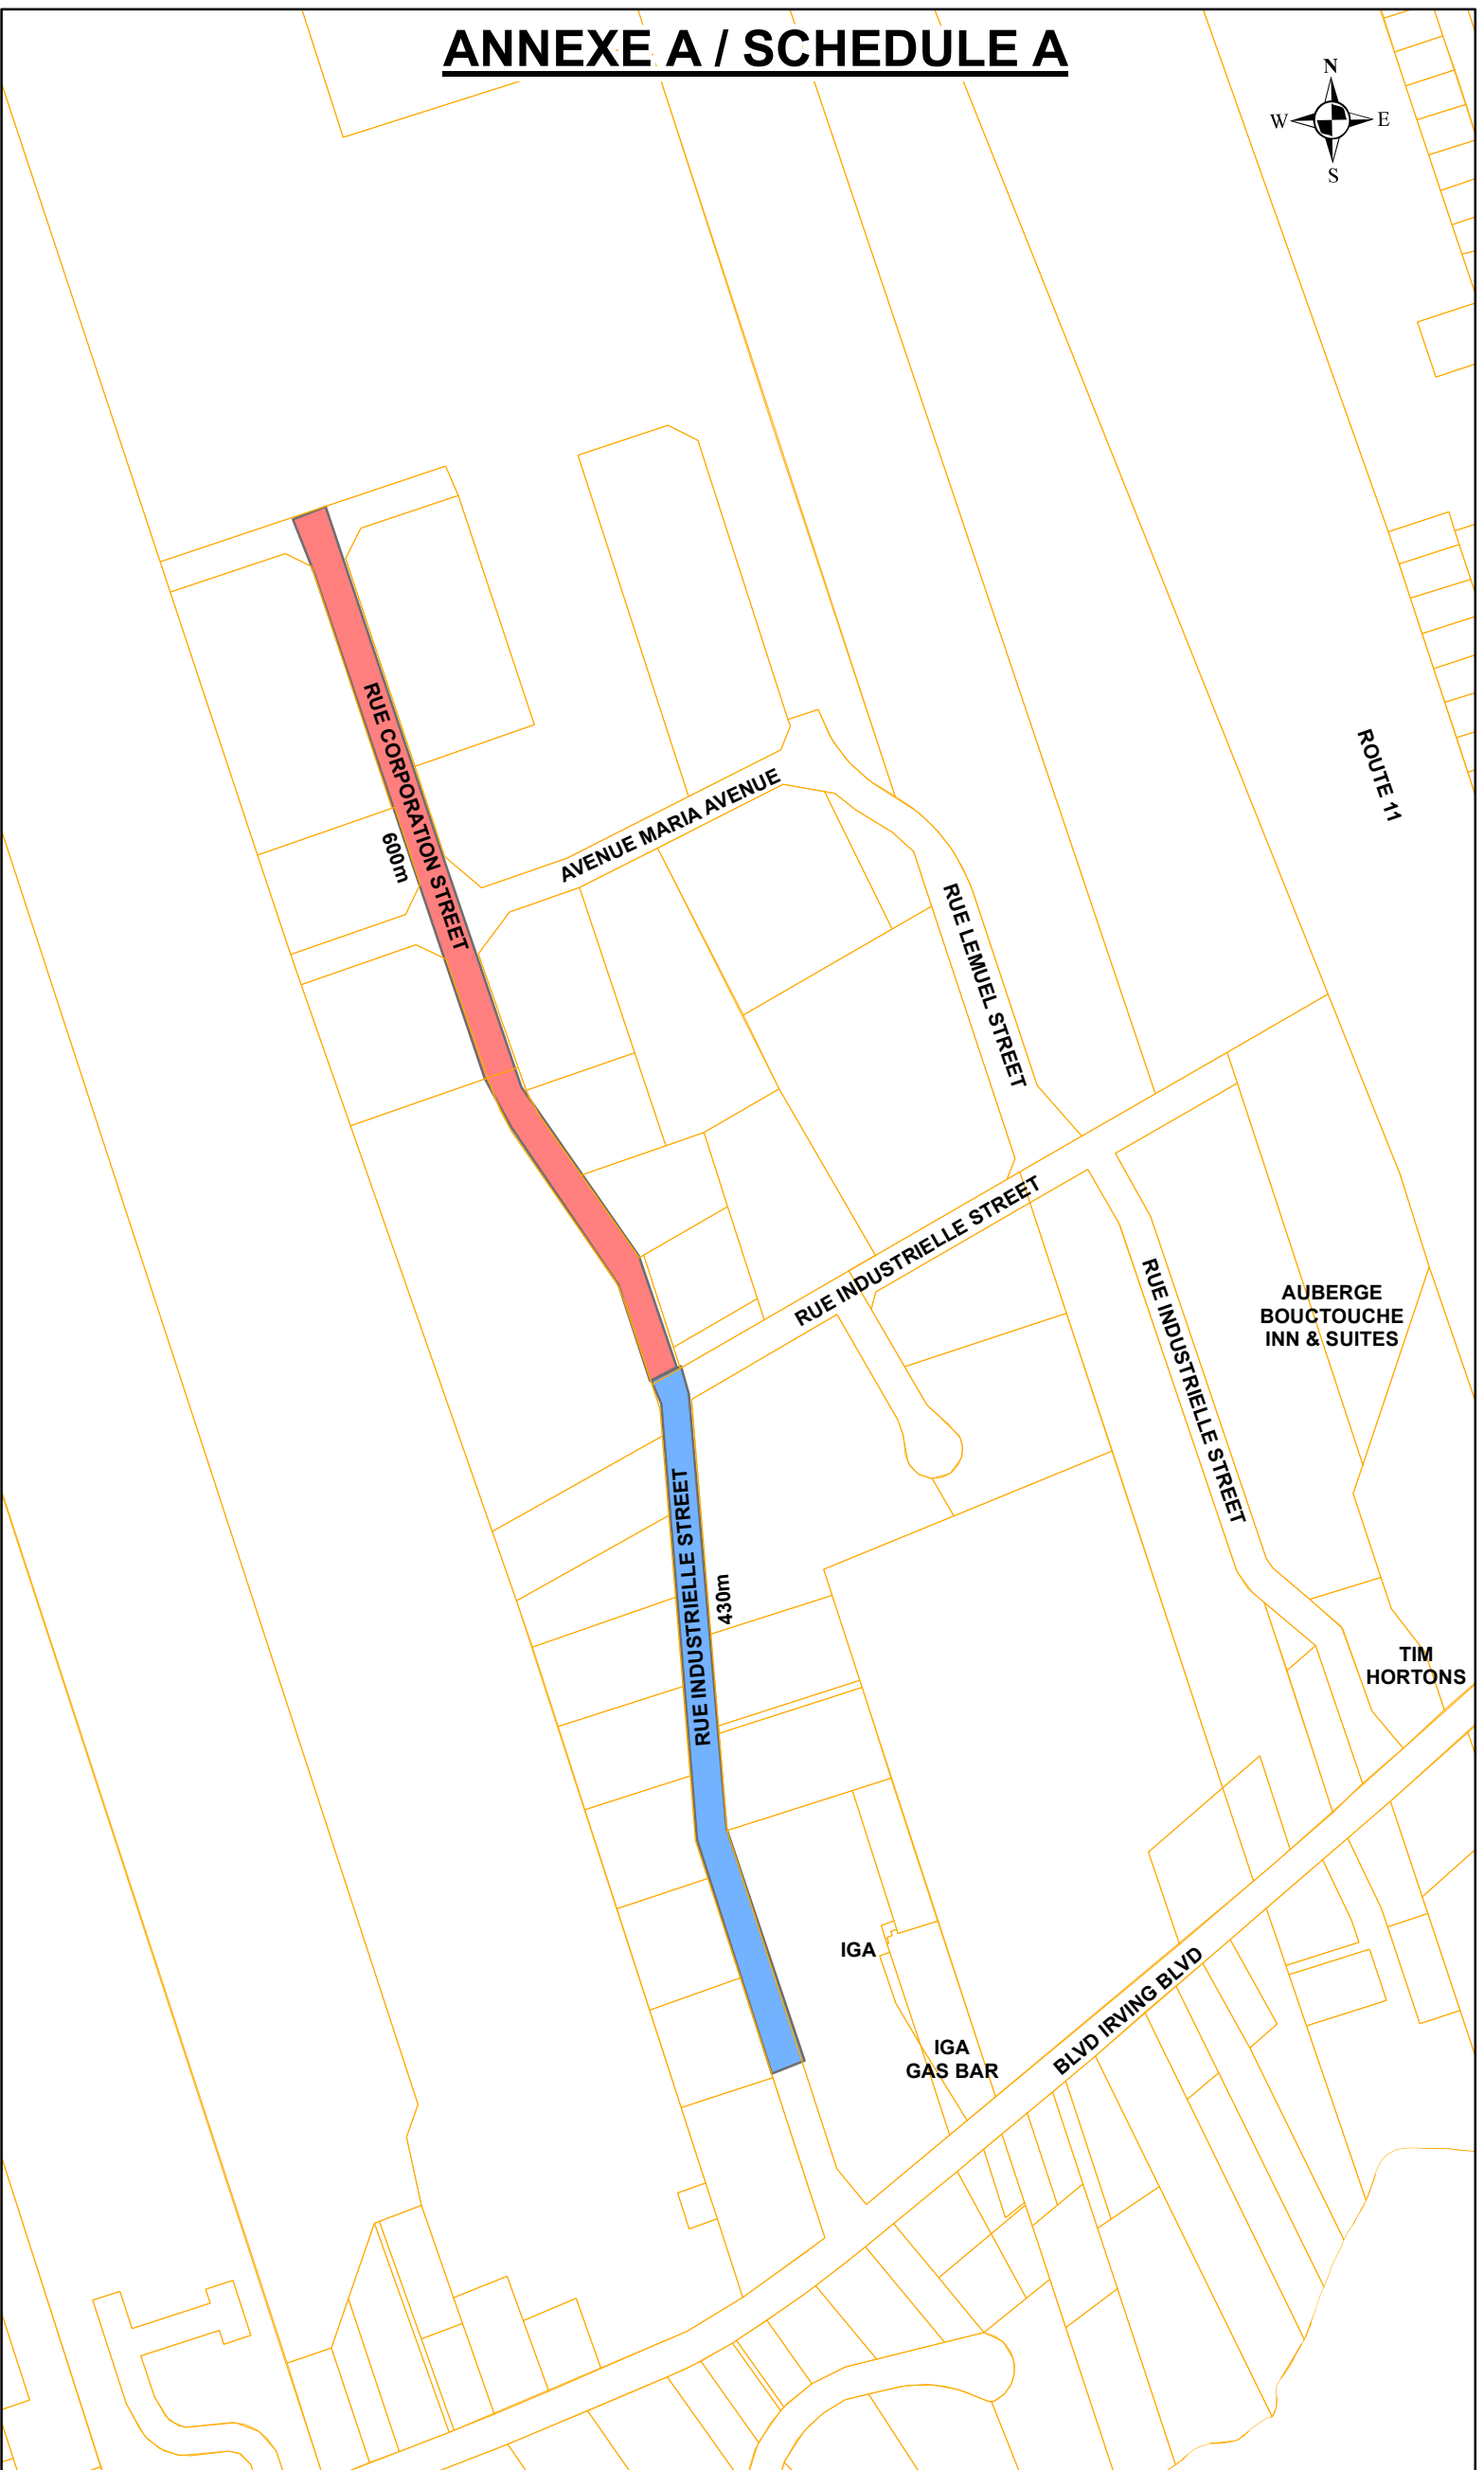 ANNEXE A / SCHEDULE A
N
W E
S
RUE CORPORATION STREET
600m
AVENUE MARIA AVENUE
ROUTE 11
RUE LEMUEL STREET
RUE INDUSTRIELLE STREET
RUE INDUSTRIELLE STREET
AUBERGE
BOUCTOUCHE
INN & SUITES
RUE INDUSTRIELLE STREET
430m
TIM
HORTONS
IGA
IGA
GAS BAR
BLVD IRVING BLVD